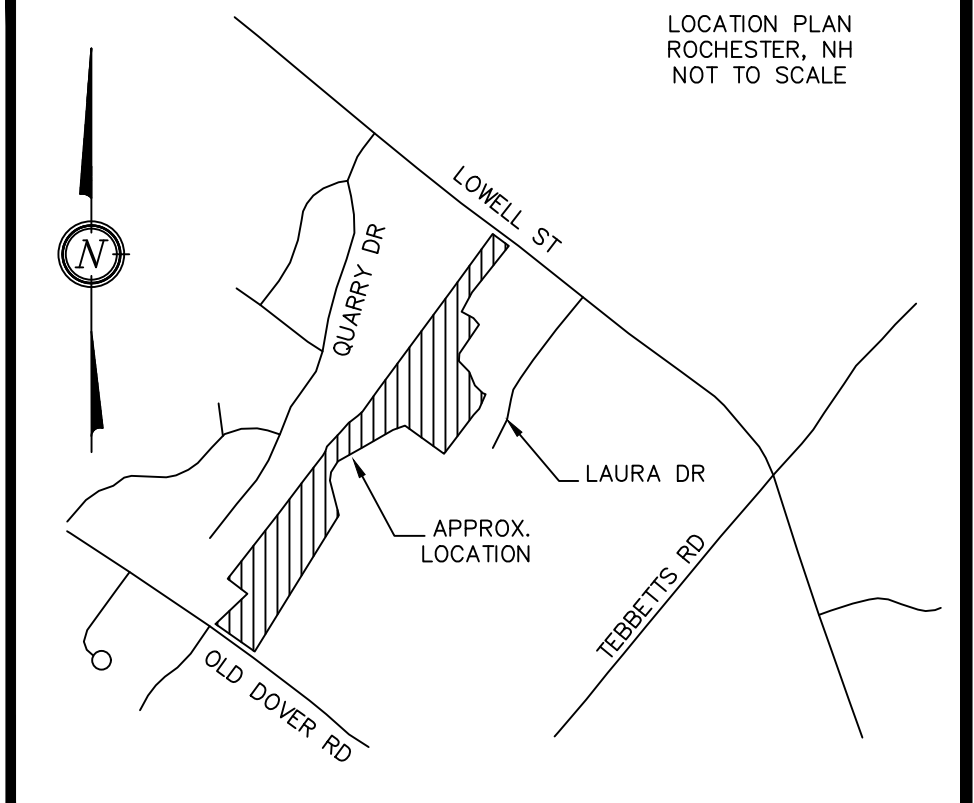 LOCATION PLAN
ROCHESTER, NH
NOT TO SCALE
LOWELL ST
QUARRY DR
N
LAURA DR
APPROX.
LOCATION
TEBBETTS RD
OLD DOVER RD